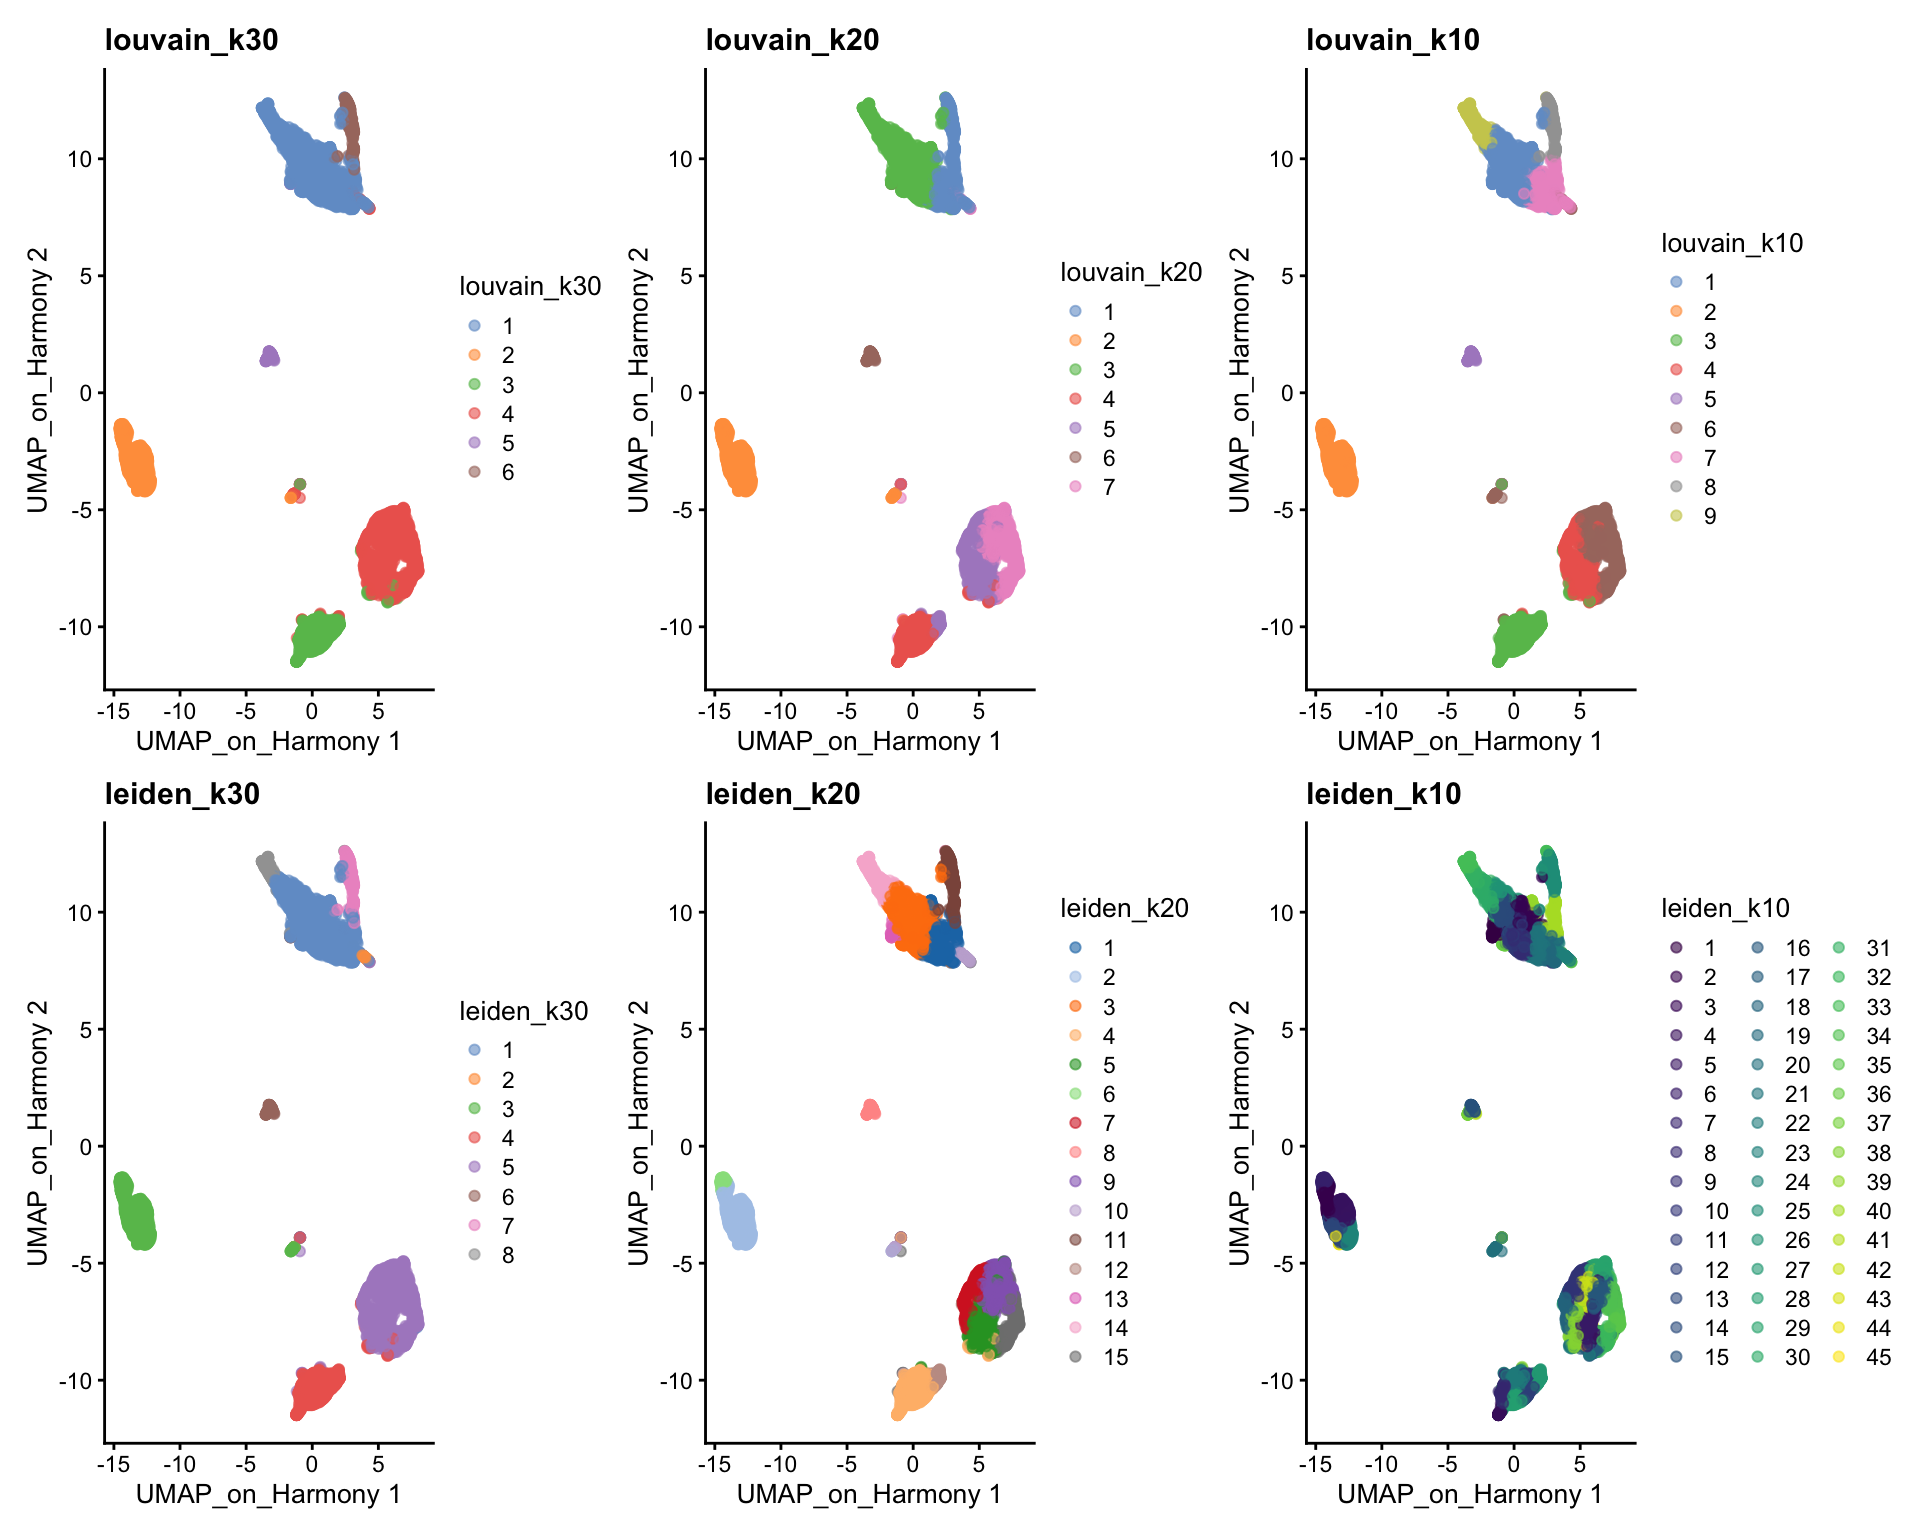 louvain_k30
10
5
0
-5
-10
-15 -10 -5 0 5
UMAP_on_Harmony 1
UMAP_on_Harmony 2
louvain_k30
1
2
3
4
5
6
louvain_k20
10
5
0
-5
-10
-15 -10 -5 0 5
UMAP_on_Harmony 1
UMAP_on_Harmony 2
louvain_k20
1
2
3
4
5
6
7
louvain_k10
10
5
0
-5
-10
-15 -10 -5 0 5
UMAP_on_Harmony 1
UMAP_on_Harmony 2
louvain_k10
1
2
3
4
5
6
7
8
9
leiden_k30
10
5
0
-5
-10
-15 -10 -5 0 5
UMAP_on_Harmony 1
UMAP_on_Harmony 2
leiden_k30
1
2
3
4
5
6
7
8
leiden_k20
10
5
0
-5
-10
-15 -10 -5 0 5
UMAP_on_Harmony 1
UMAP_on_Harmony 2
leiden_k20
1
2
3
4
5
6
7
8
9
10
11
12
13
14
15
leiden_k10
10
5
0
-5
-10
-15 -10 -5 0 5
UMAP_on_Harmony 1
UMAP_on_Harmony 2
leiden_k10
1 16 31
2 17 32
3 18 33
4 19 34
5 20 35
6 21 36
7 22 37
8 23 38
9 24 39
10 25 40
11 26 41
12 27 42
13 28 43
14 29 44
15 30 45